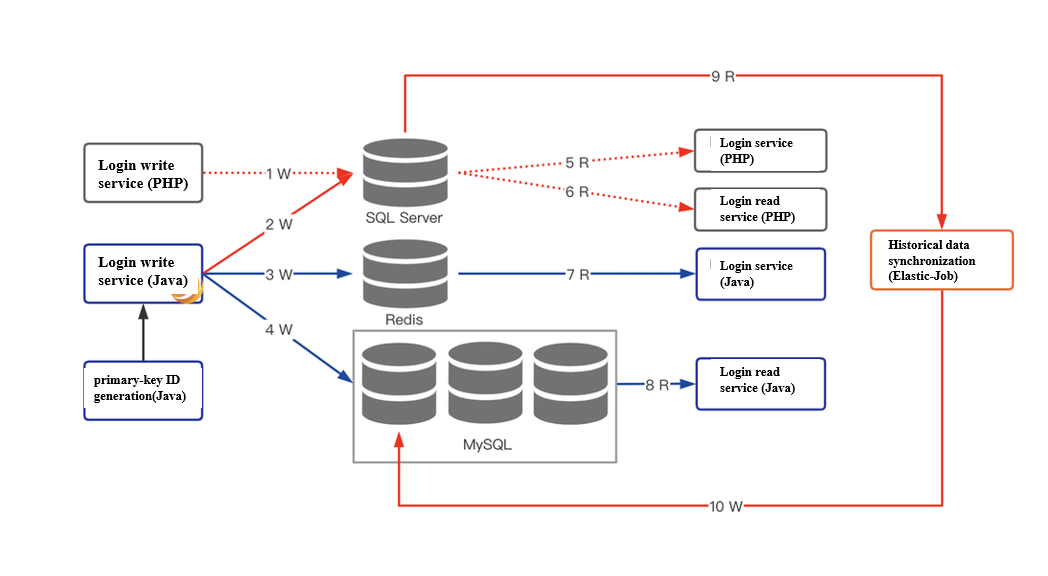 9 R
Login write
service (PHP)
1 W
SQL Server
5 R
6 R
Login service
(PHP)
Login read
service (PHP)
2 W
Login write
service (Java)
3 W
Redis
7 R
Login service
(Java)
Historical data
synchronization
(Elastic-Job)
4 W
primary-key ID
generation(Java)
MySQL
8 R
Login read
service (Java)
10 W